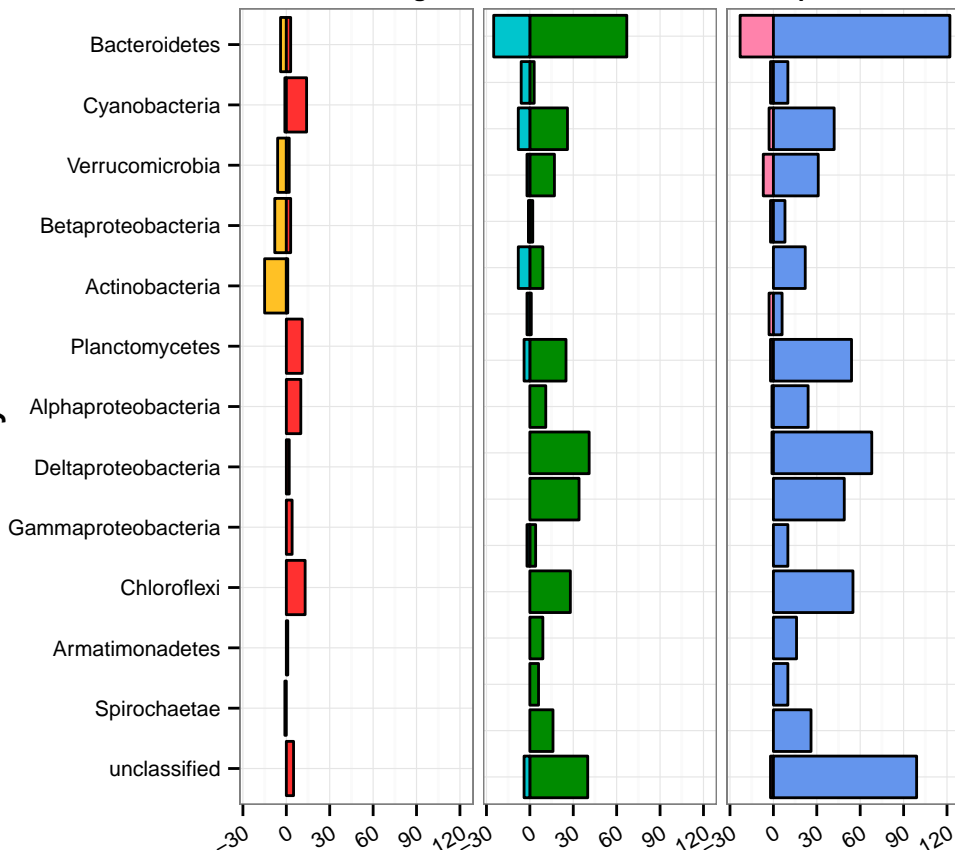 Bacteroidetes
Cyanobacteria
Verrucomicrobia
Betaproteobacteria
Actinobacteria
Planctomycetes
Alphaproteobacteria
Deltaproteobacteria
Gammaproteobacteria
Chloroflexi
Armatimonadetes
Spirochaetae
unclassified
−30 0 30 60 90 120 −30 0 30 60 90 120 −30 0 30 60 90 120